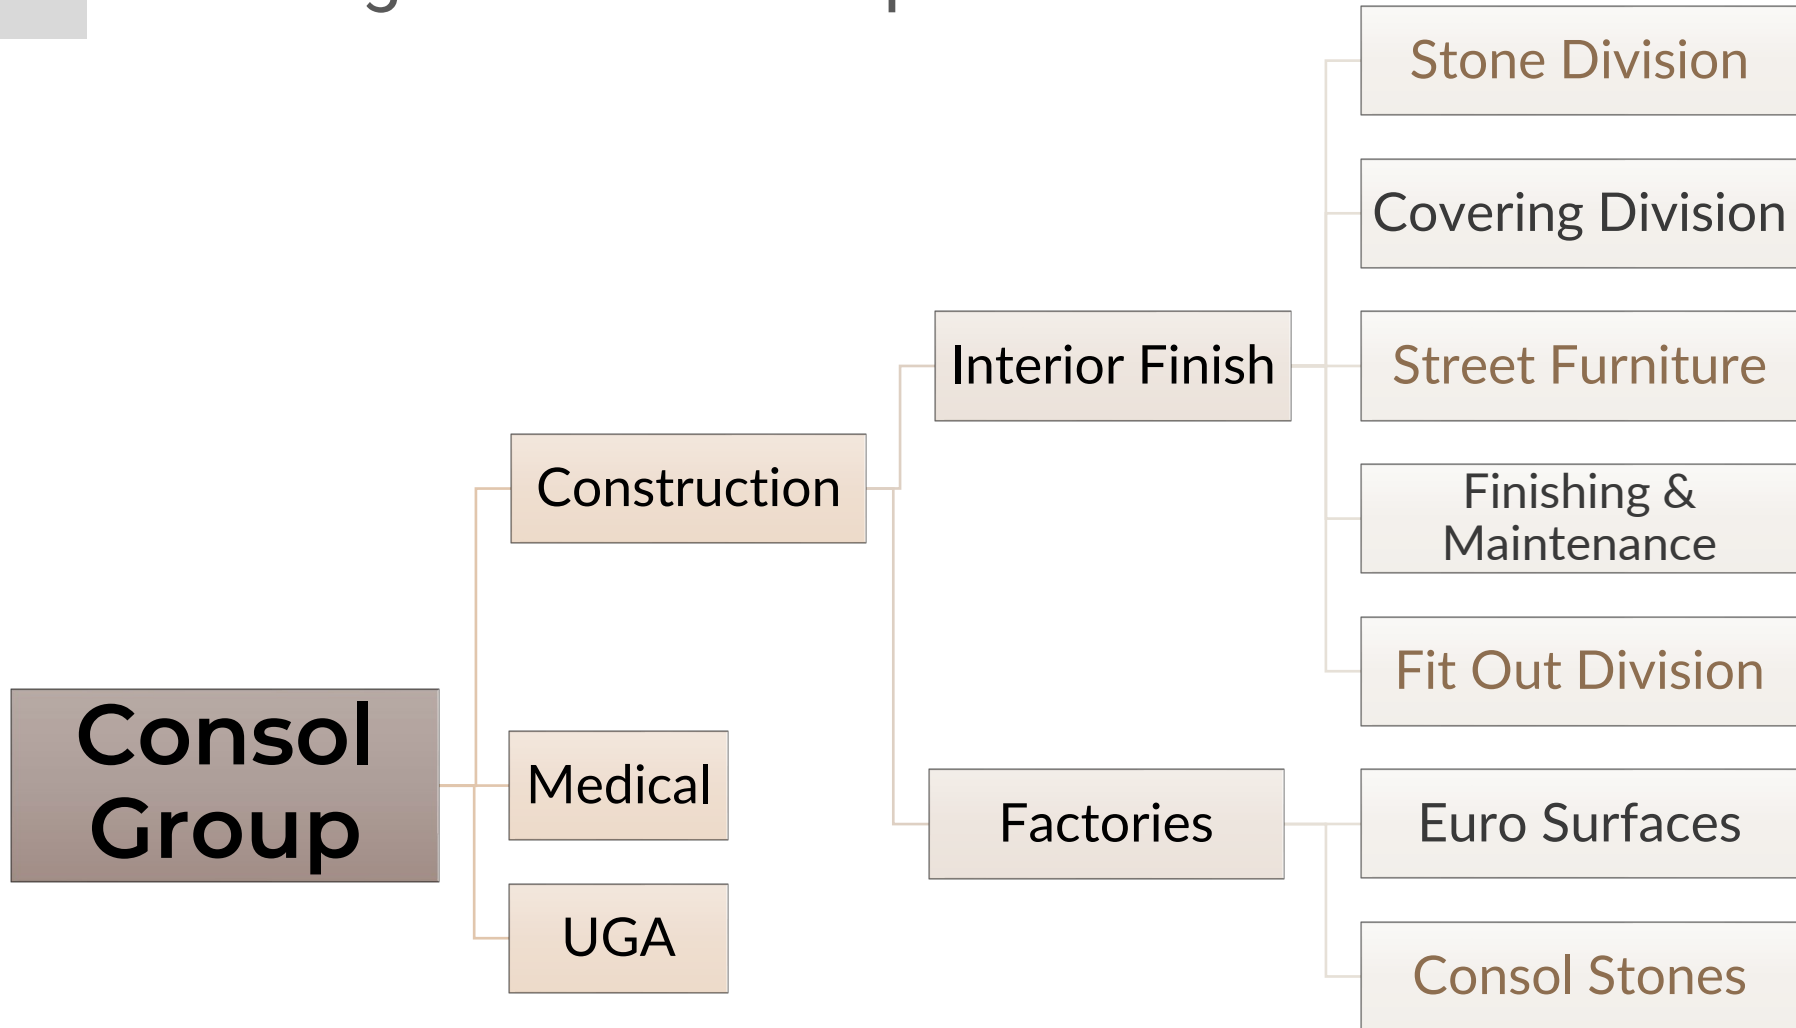 Stone Division
Covering Division
Street Furniture
Interior Finish
Finishing &
Maintenance
Construction
Fit Out Division
Consol
Group
Medical
Factories
Euro Surfaces
UGA
Consol Stones